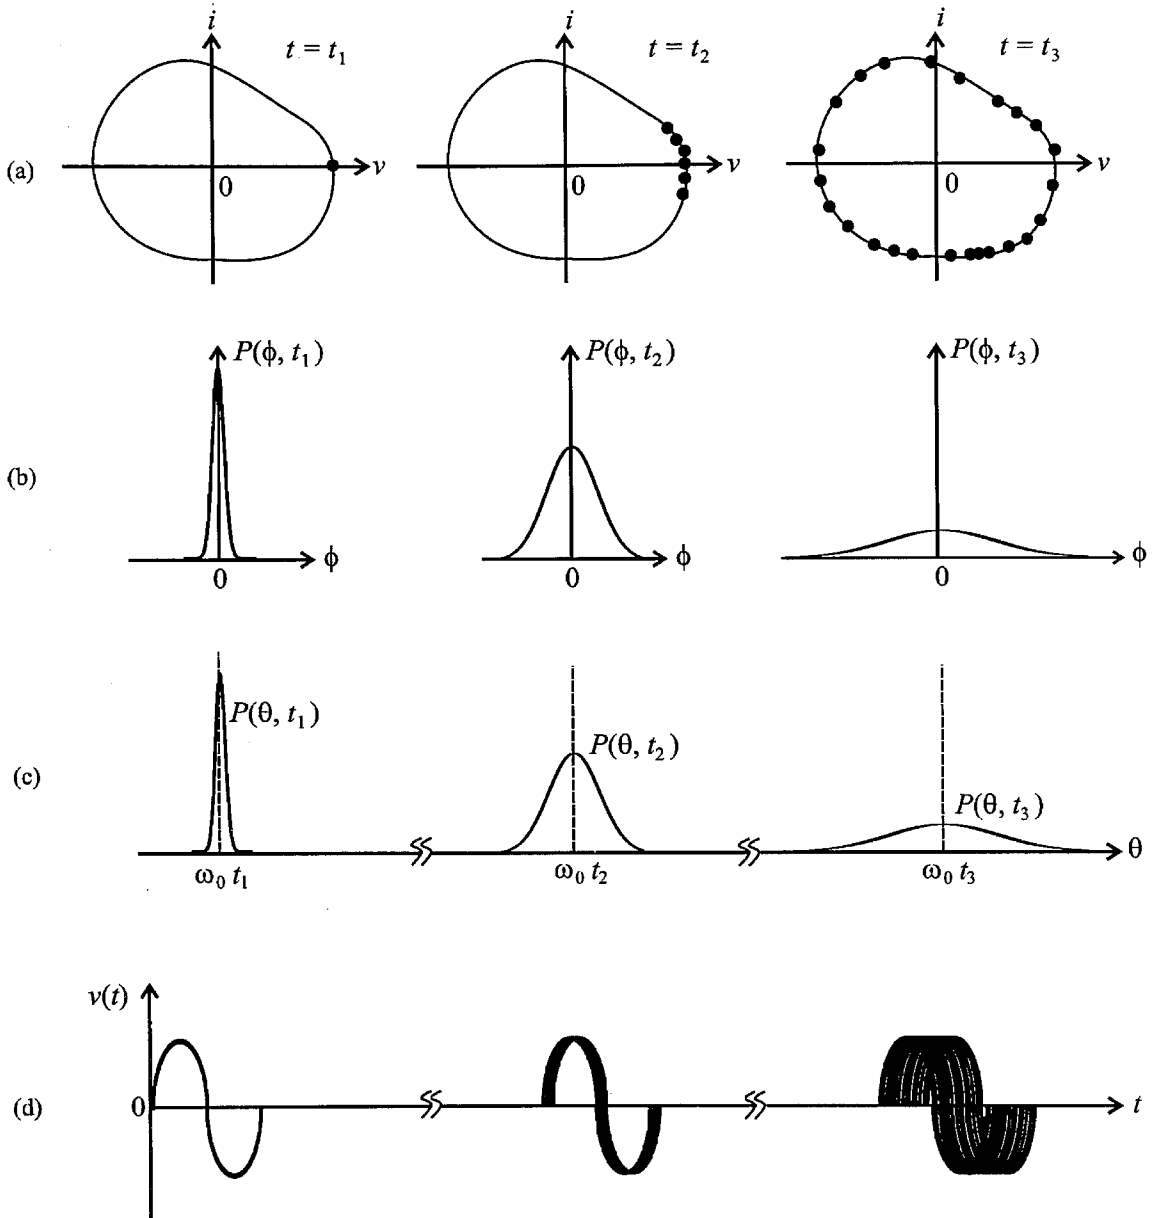 i
t = t₁
i
t = t₂
i
t = t₃
(a)
v
0
v
0
v
0
P(ϕ, t₁)
P(ϕ, t₂)
P(ϕ, t₃)
(b)
ϕ
0
ϕ
0
ϕ
0
P(θ, t₁)
P(θ, t₂)
P(θ, t₃)
(c)
θ
ω₀ t₁
ω₀ t₂
ω₀ t₃
v(t)
(d)
0
t